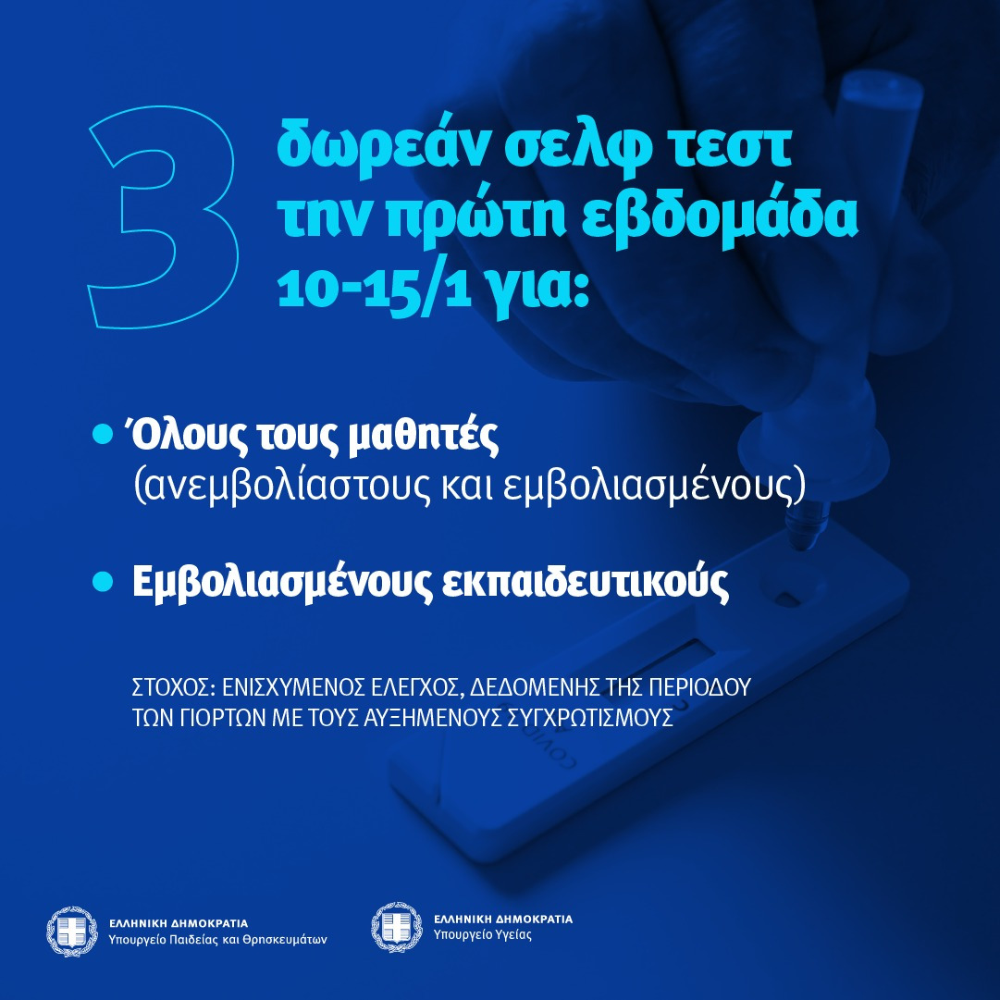 3
δωρεάν σελφ τεστ
την πρώτη εβδομάδα
10-15/1 για:
• Όλους τους μαθητές
(ανεμβολίαστους και εμβολιασμένους)
• Εμβολιασμένους εκπαιδευτικούς
ΣΤΟΧΟΣ: ΕΝΙΣΧΥΜΕΝΟΣ ΕΛΕΓΧΟΣ, ΔΕΔΟΜΕΝΗΣ ΤΗΣ ΠΕΡΙΟΔΟΥ
ΤΩΝ ΓΙΟΡΤΩΝ ΜΕ ΤΟΥΣ ΑΥΞΗΜΕΝΟΥΣ ΣΥΓΧΡΩΤΙΣΜΟΥΣ
COVID
ΕΛΛΗΝΙΚΗ ΔΗΜΟΚΡΑΤΙΑ
Υπουργείο Παιδείας και Θρησκευμάτων
ΕΛΛΗΝΙΚΗ ΔΗΜΟΚΡΑΤΙΑ
Υπουργείο Υγείας